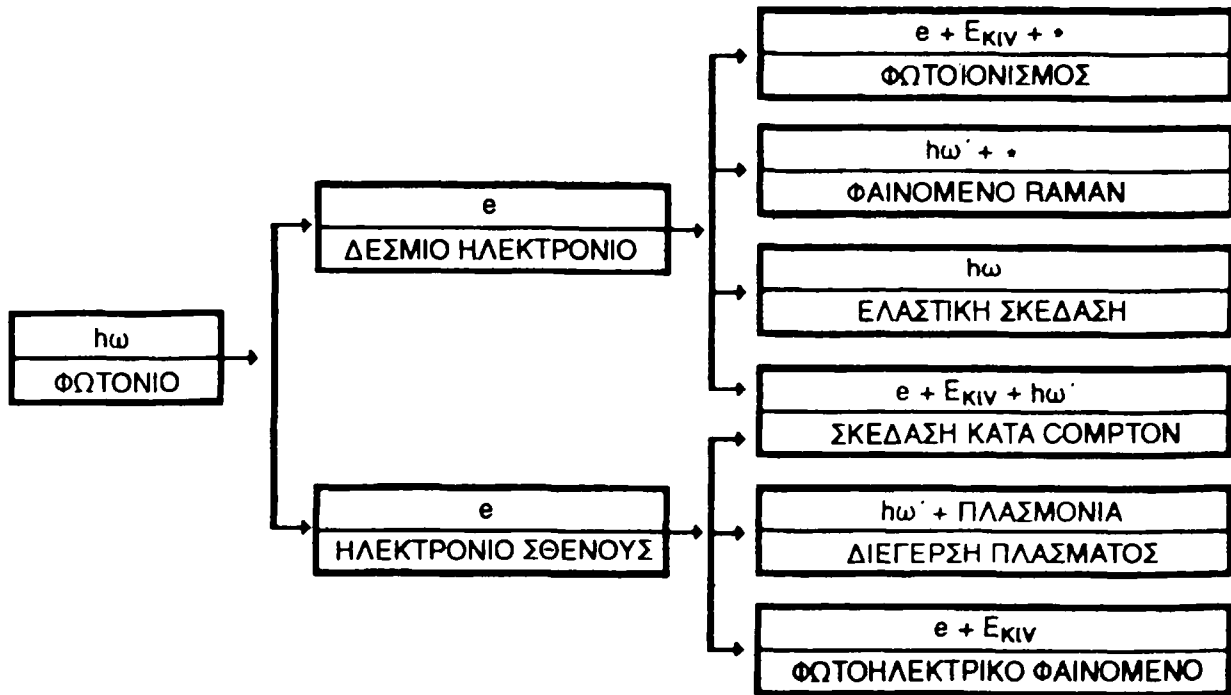 e + Eκιν + *
ΦΩΤΟΙΟΝΙΣΜΟΣ
hω' + *
ΦΑΙΝΟΜΕΝΟ RAMAN
e
ΔΕΣΜΙΟ ΗΛΕΚΤΡΟΝΙΟ
hω
ΕΛΑΣΤΙΚΗ ΣΚΕΔΑΣΗ
hω
ΦΩΤΟΝΙΟ
e + Eκιν + hω'
ΣΚΕΔΑΣΗ ΚΑΤΑ COMPTON
e
ΗΛΕΚΤΡΟΝΙΟ ΣΘΕΝΟΥΣ
hω' + ΠΛΑΣΜΟΝΙΑ
ΔΙΕΓΕΡΣΗ ΠΛΑΣΜΑΤΟΣ
e + Eκιν
ΦΩΤΟΗΛΕΚΤΡΙΚΟ ΦΑΙΝΟΜΕΝΟ